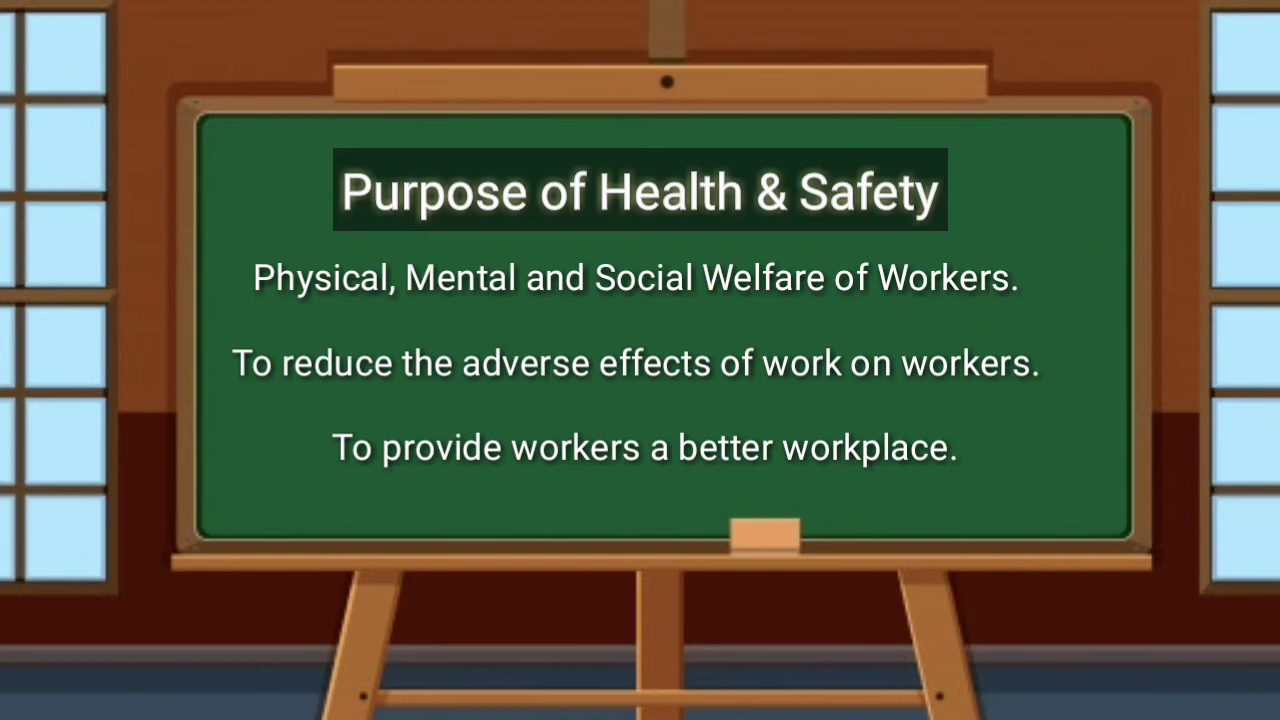 Purpose of Health & Safety
Physical, Mental and Social Welfare of Workers.
To reduce the adverse effects of work on workers.
To provide workers a better workplace.